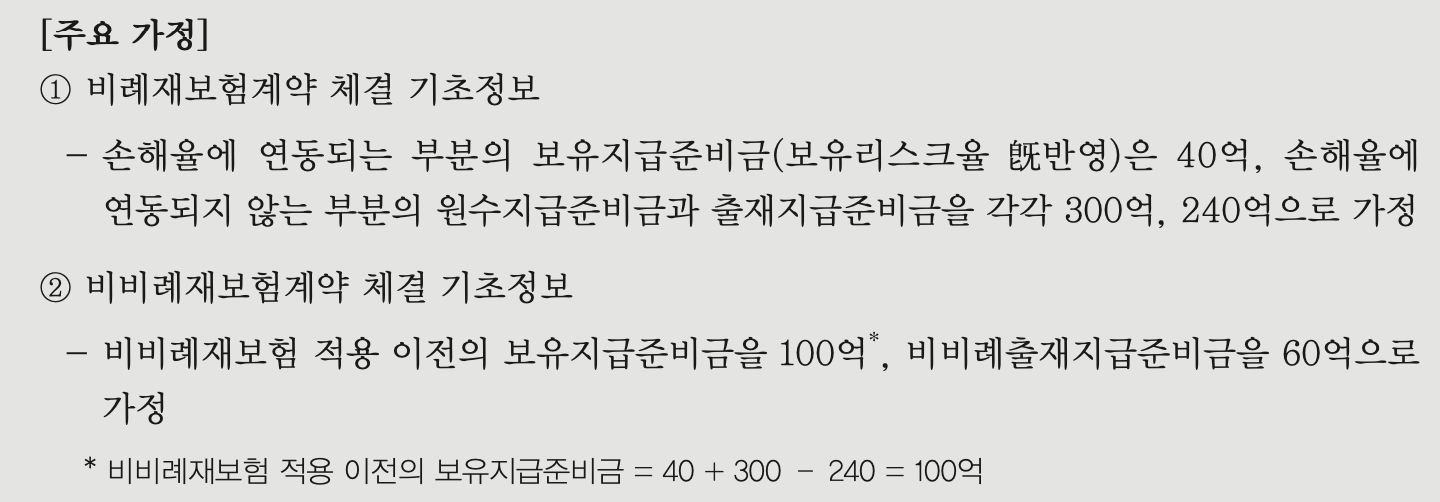 [주요 가정]
① 비례재보험계약 체결 기초정보
– 손해율에 연동되는 부분의 보유지급준비금(보유리스크율 旣반영)은 40억, 손해율에
연동되지 않는 부분의 원수지급준비금과 출재지급준비금을 각각 300억, 240억으로 가정
② 비비례재보험계약 체결 기초정보
– 비비례재보험 적용 이전의 보유지급준비금을 100억*, 비비례출재지급준비금을 60억으로
가정
* 비비례재보험 적용 이전의 보유지급준비금 = 40 + 300 − 240 = 100억